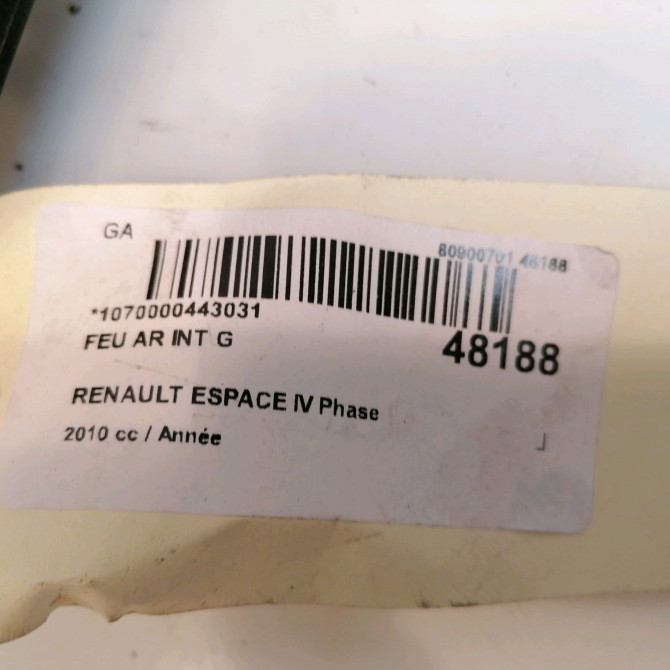 GA
80900701 48188
*1070000443031
FEU AR INT G
48188
RENAULT ESPACE IV Phase
2010 cc / Année